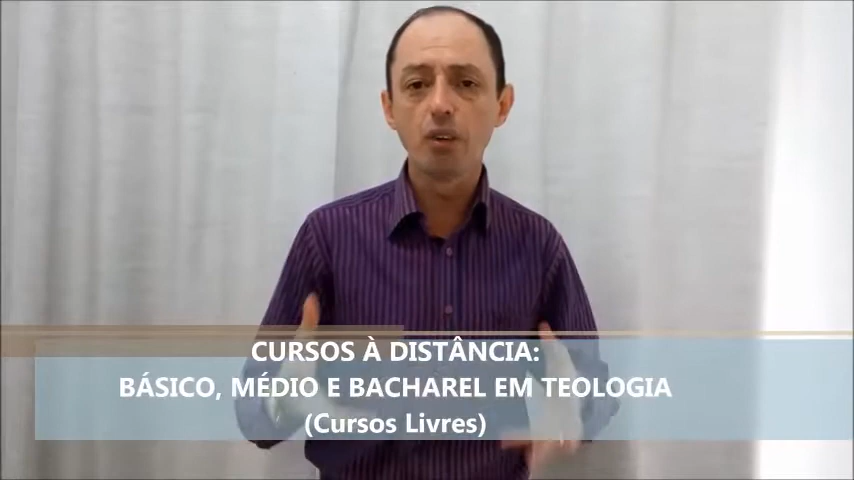 CURSOS À DISTÂNCIA:
BÁSICO, MÉDIO E BACHAREL EM TEOLOGIA
(Cursos Livres)